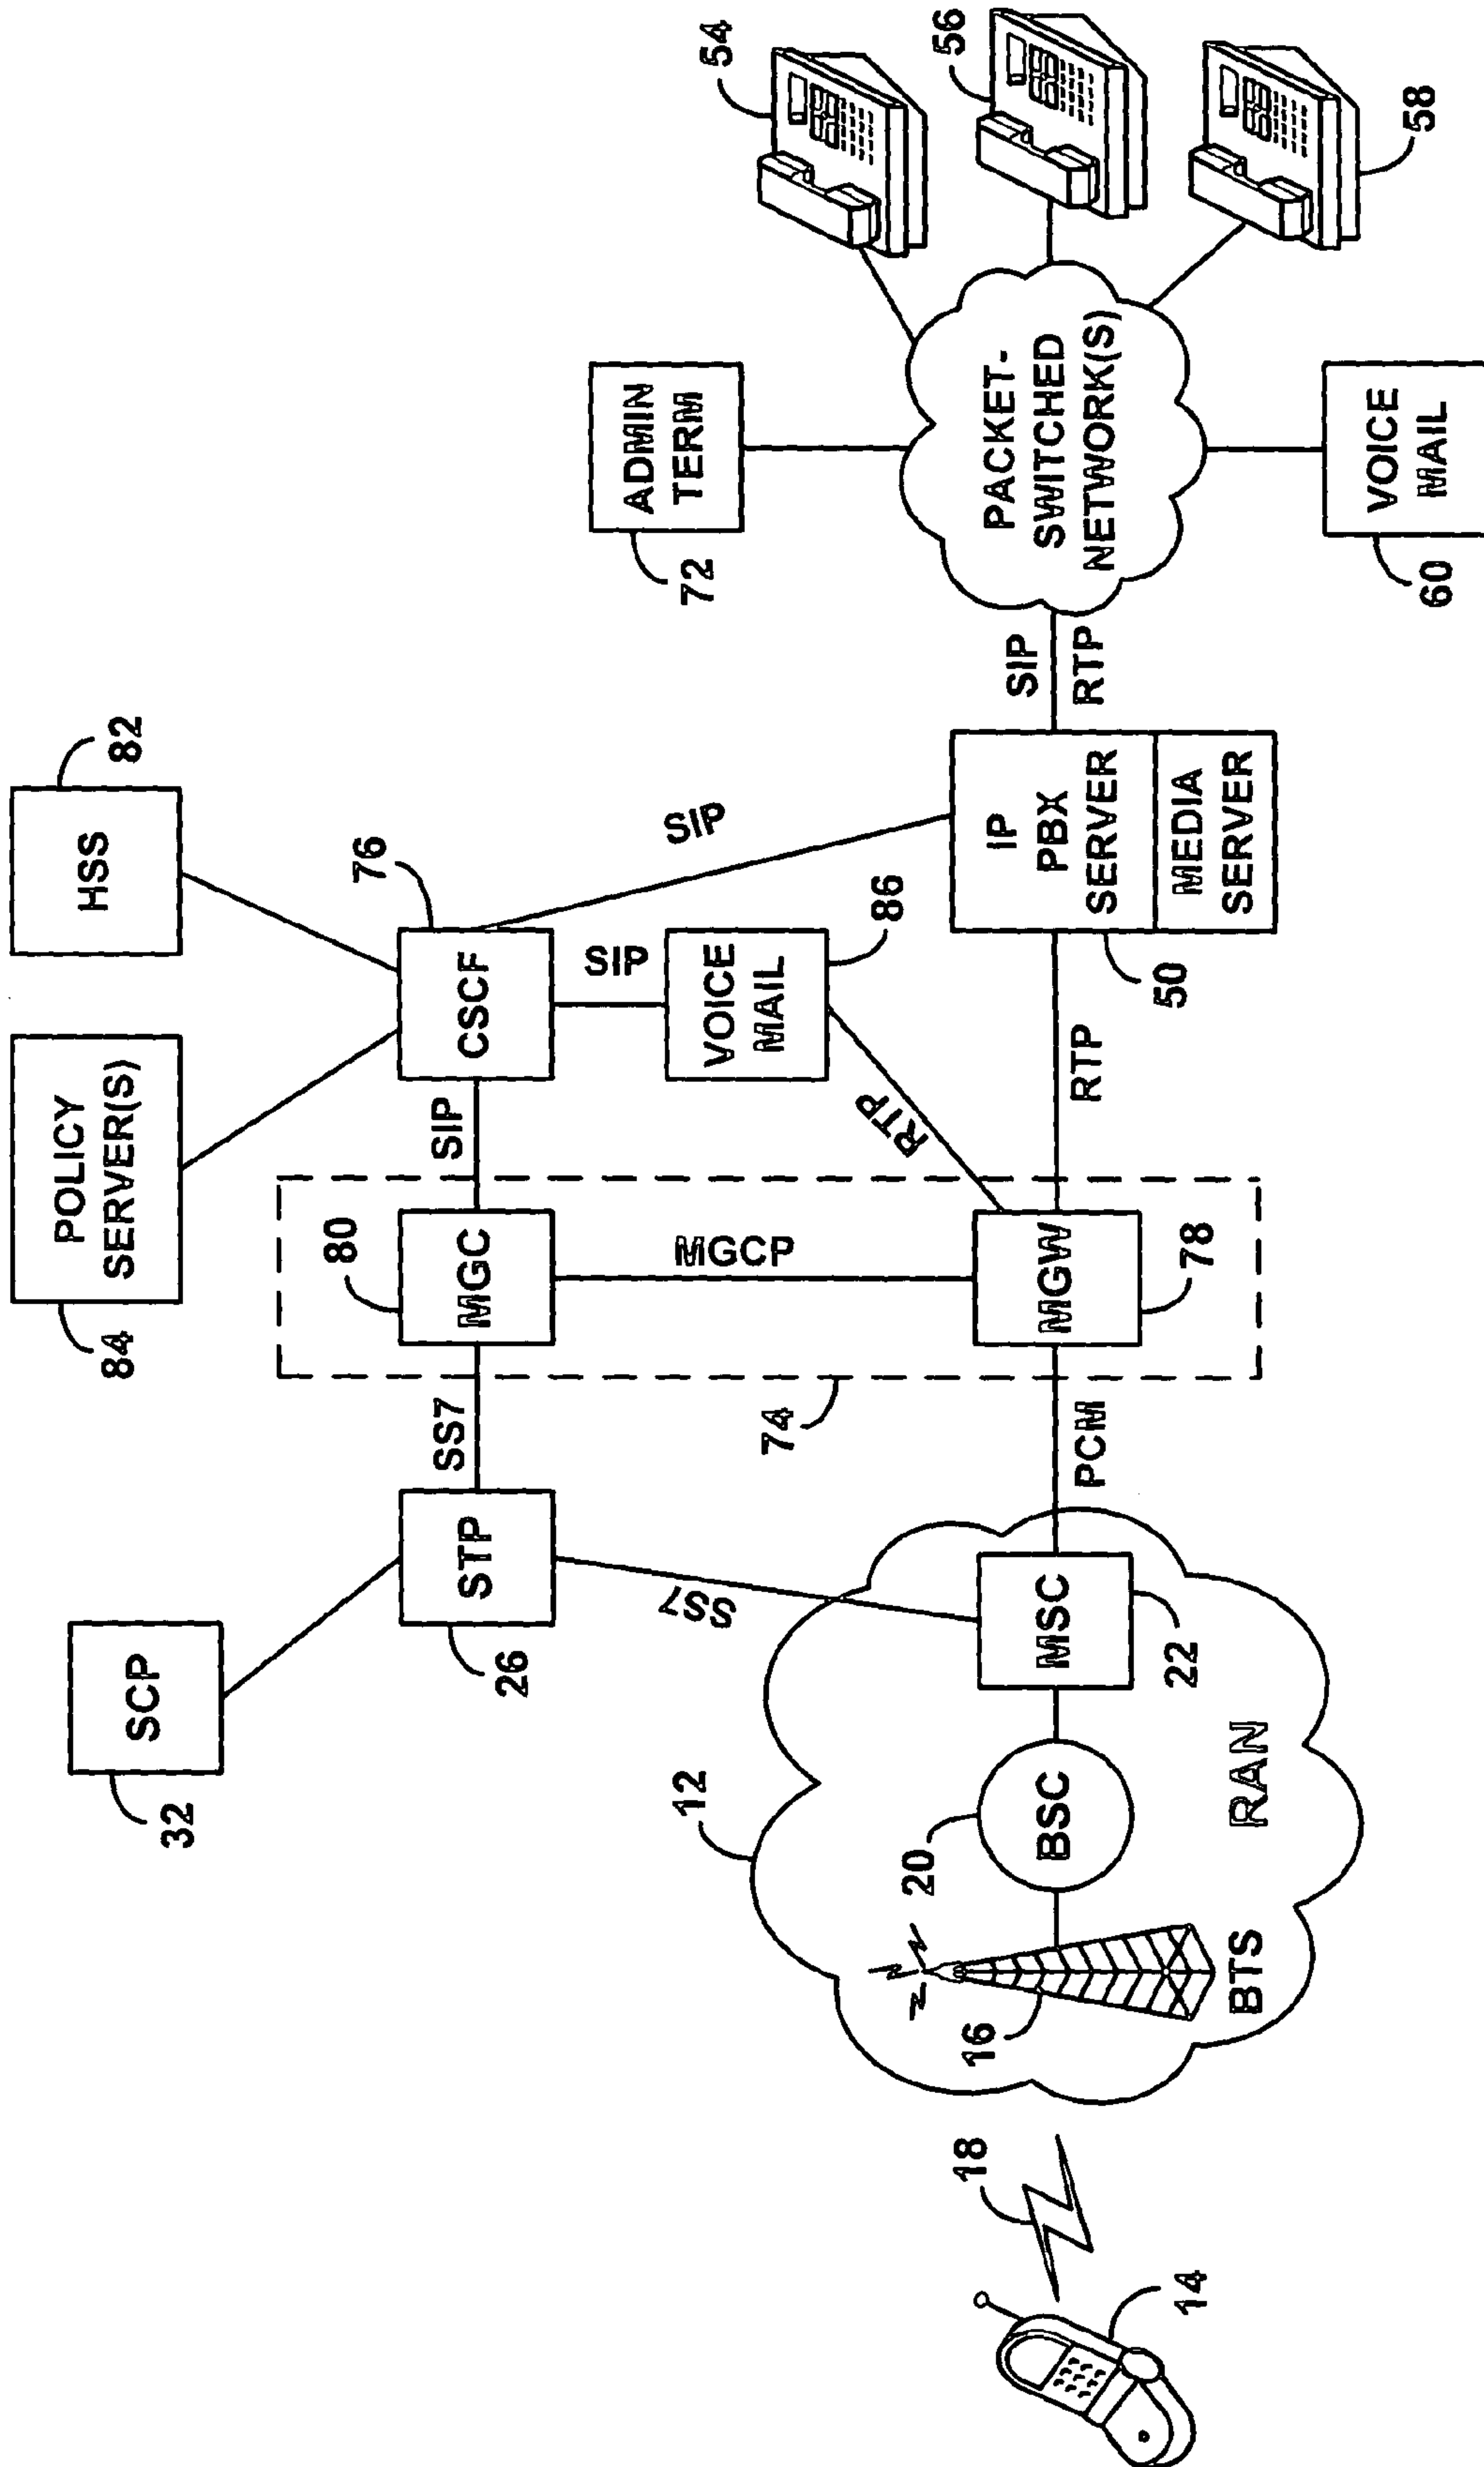 SCP
32
POLICY
SERVER(S)
84
HSS
82
STP
26
SS7
80
MGC
SIP
CSCF
76
SIP
SS7
MGCP
SIP
VOICE
MAIL
86
RTP
74
ADMIN
TERM
72
54
56
58
12
20
16
BSC
BTS
MSC
22
RAN
PCM
MGW
78
RTP
IP
PBX
SERVER
MEDIA
SERVER
50
SIP
RTP
PACKET-
SWITCHED
NETWORK(S)
VOICE
MAIL
60
18
14